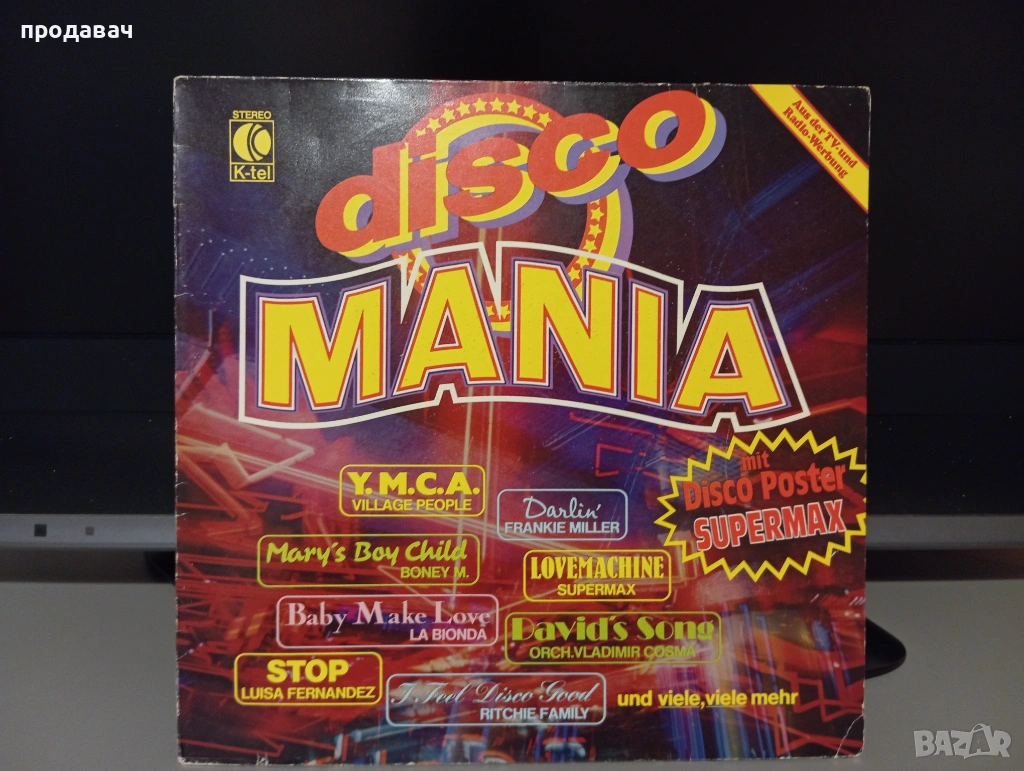 продавач
STEREO
K-tel
disco
MANIA
Aus der TV-und
Radio-Werbung
mit
Disco Poster
SUPERMAX
Y.M.C.A.
VILLAGE PEOPLE
Darlin'
FRANKIE MILLER
Mary's Boy Child
BONEY M.
LOVEMACHINE
SUPERMAX
Baby Make Love
LA BIONDA
David's Song
ORCH.VLADIMIR COSMA
STOP
LUISA FERNANDEZ
I Feel Disco Good
RITCHIE FAMILY
und viele,viele mehr
BAZAR